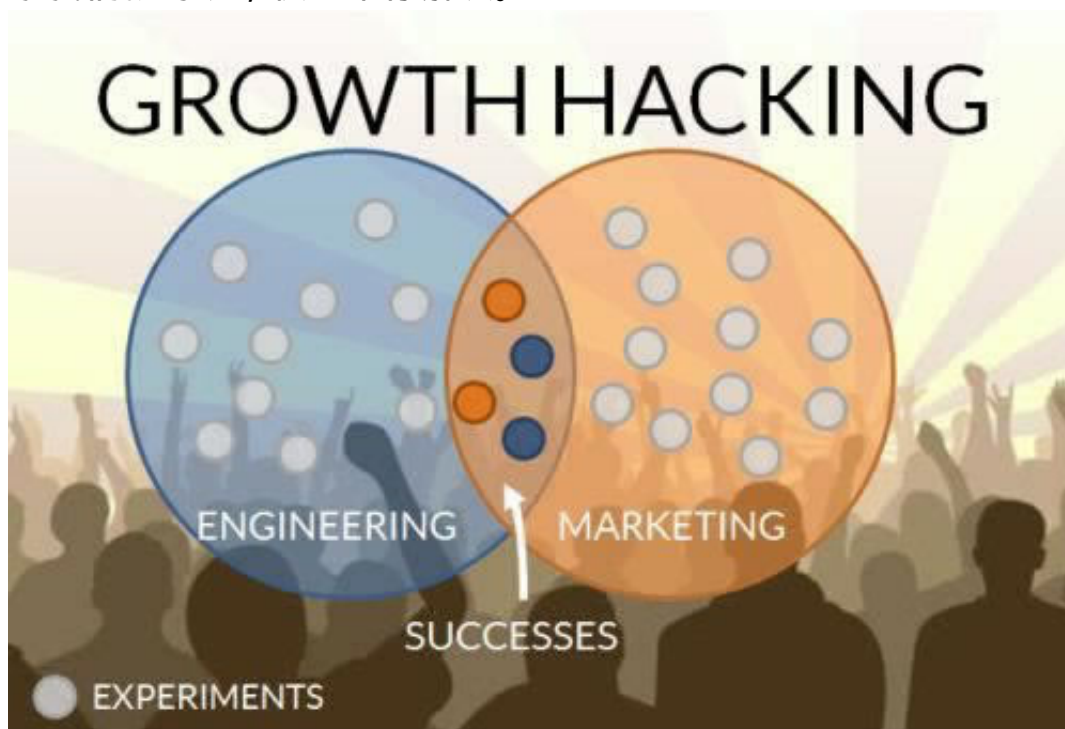 GROWTH HACKING
ENGINEERING
MARKETING
SUCCESSES
EXPERIMENTS